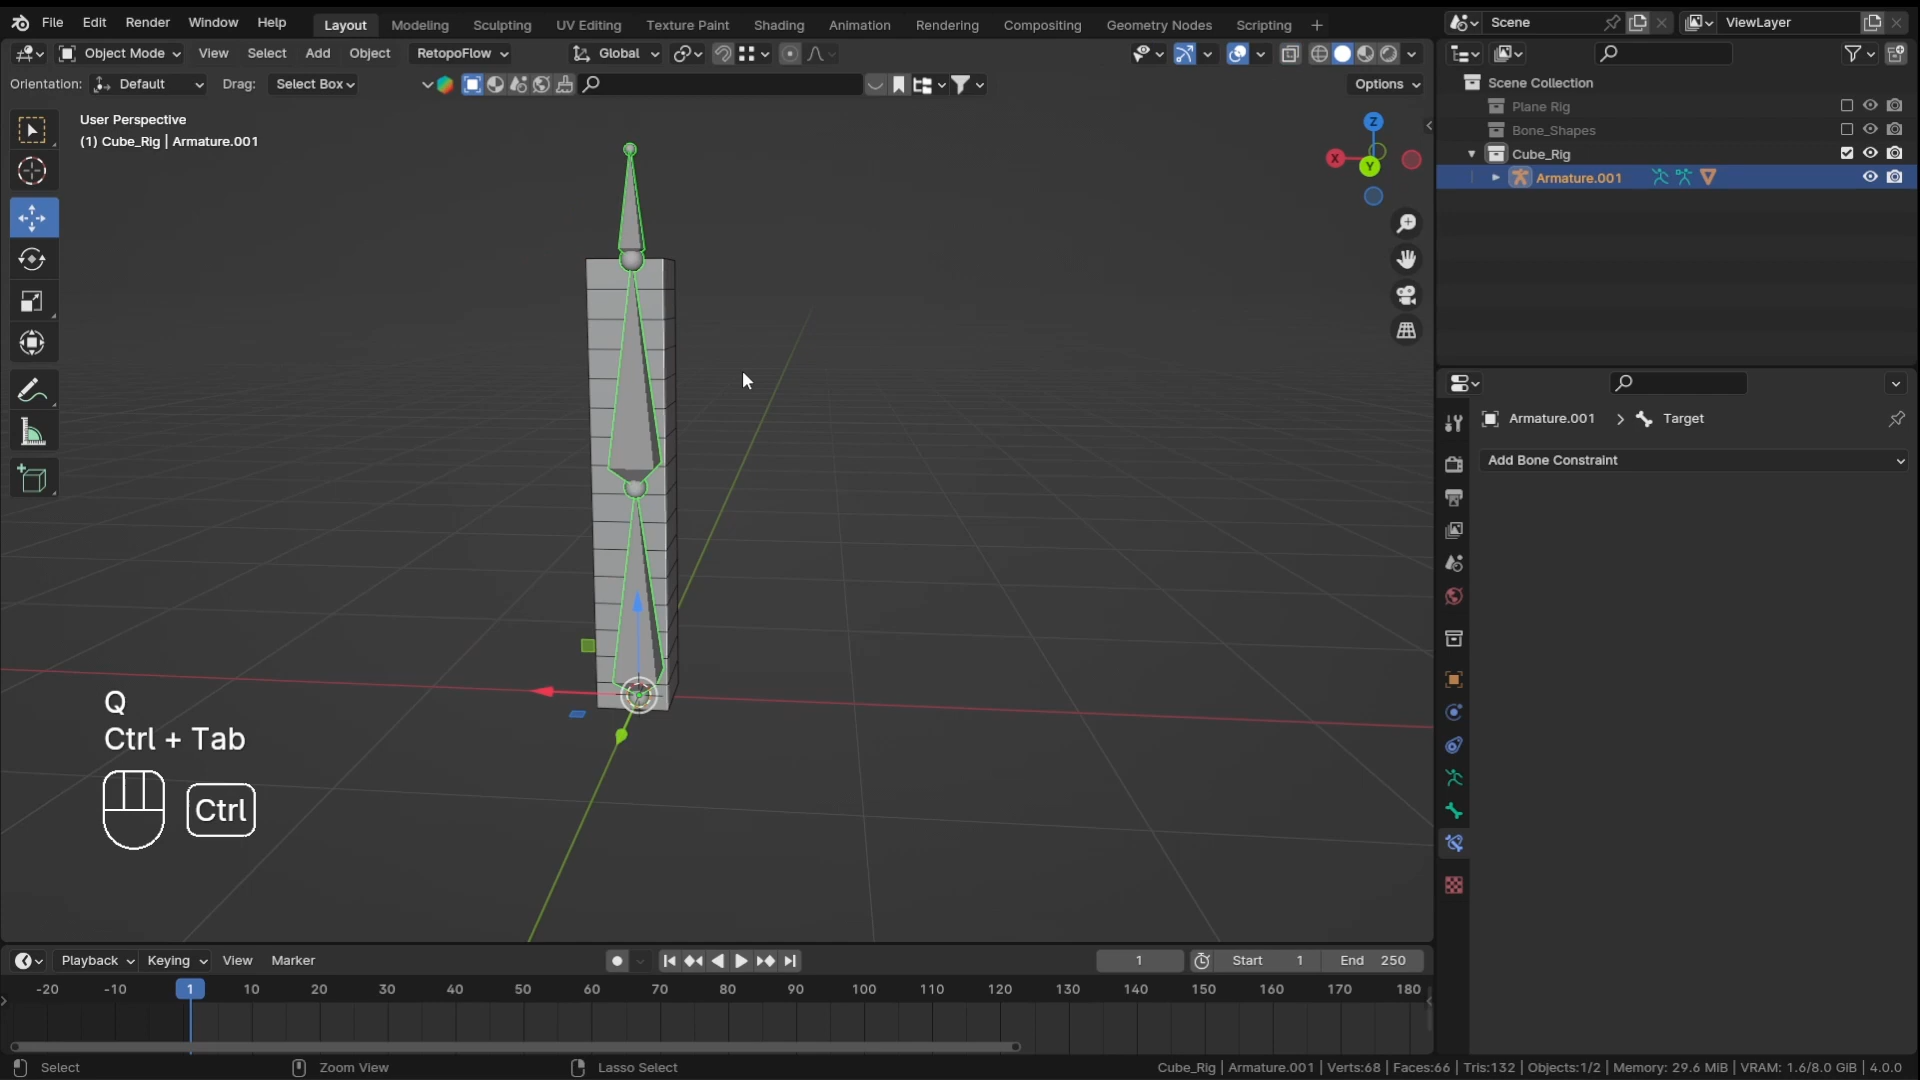 File Edit Render Window Help Layout Modeling Sculpting UV Editing Texture Paint Shading Animation Rendering Compositing Geometry Nodes Scripting + Scene ViewLayer
Object Mode View Select Add Object RetopoFlow Global
Orientation: Default Drag: Select Box Options
Scene Collection
Plane Rig
Bone_Shapes
Cube_Rig
Armature.001
User Perspective
(1) Cube_Rig | Armature.001
Z
X
Y
Armature.001 > Target
Add Bone Constraint
Q
Ctrl + Tab
Ctrl
Playback Keying View Marker 1 Start 1 End 250
-20 -10 1 10 20 30 40 50 60 70 80 90 100 110 120 130 140 150 160 170 180
Select Zoom View Lasso Select Cube_Rig | Armature.001 | Verts:68 | Faces:66 | Tris:132 | Objects:1/2 | Memory: 29.6 MiB | VRAM: 1.6/8.0 GiB | 4.0.0